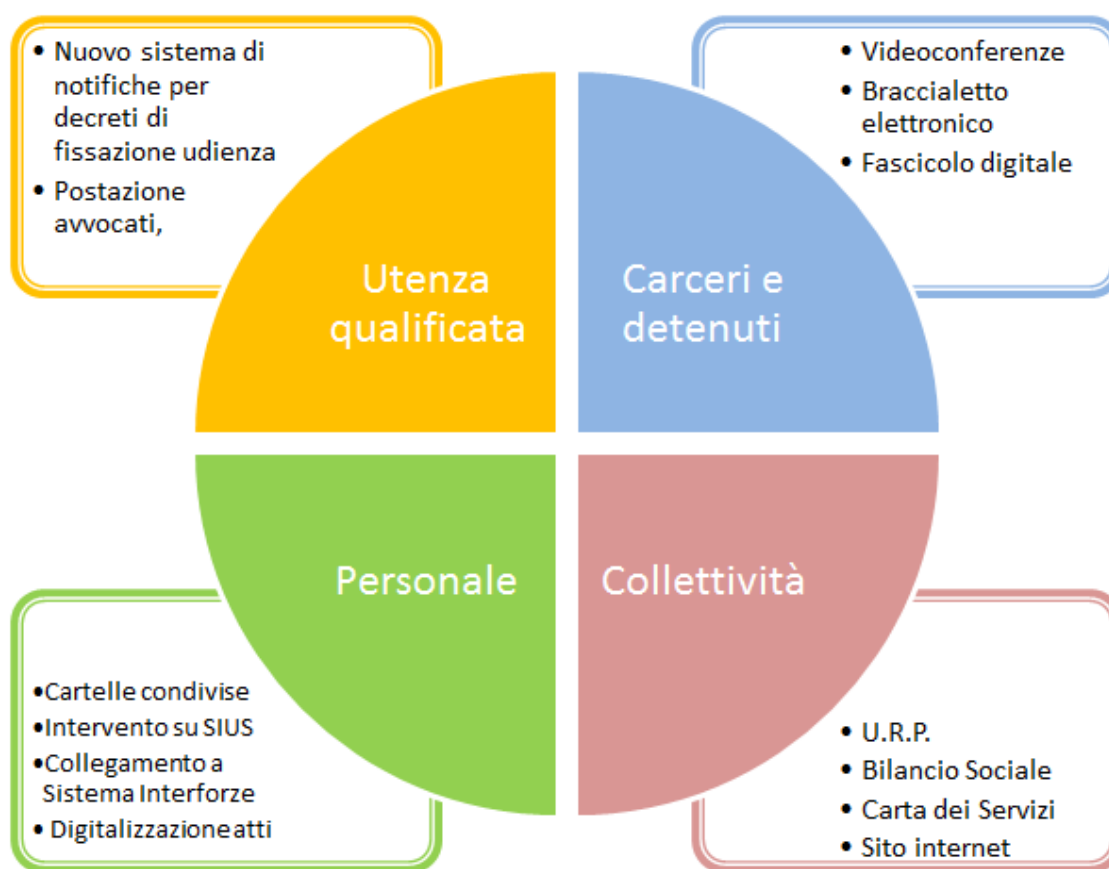 • Nuovo sistema di
notifiche per
decreti di
fissazione udienza
• Postazione
avvocati,
• Videoconferenze
• Braccialetto
elettronico
• Fascicolo digitale
Utenza
qualificata
Carceri e
detenuti
Personale
Collettività
•Cartelle condivise
•Intervento su SIUS
•Collegamento a
Sistema Interforze
• Digitalizzazione atti
• U.R.P.
• Bilancio Sociale
• Carta dei Servizi
• Sito internet